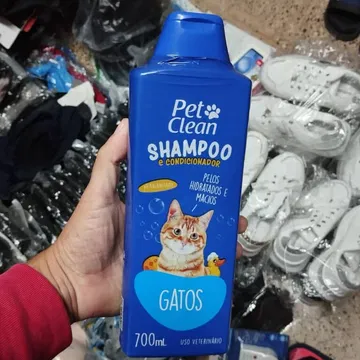 Pet
Clean
SHAMPOO
E CONDICIONADOR
PELOS
HIDRATADOS E
MACIOS
GATOS
700mL
USO VETERINÁRIO